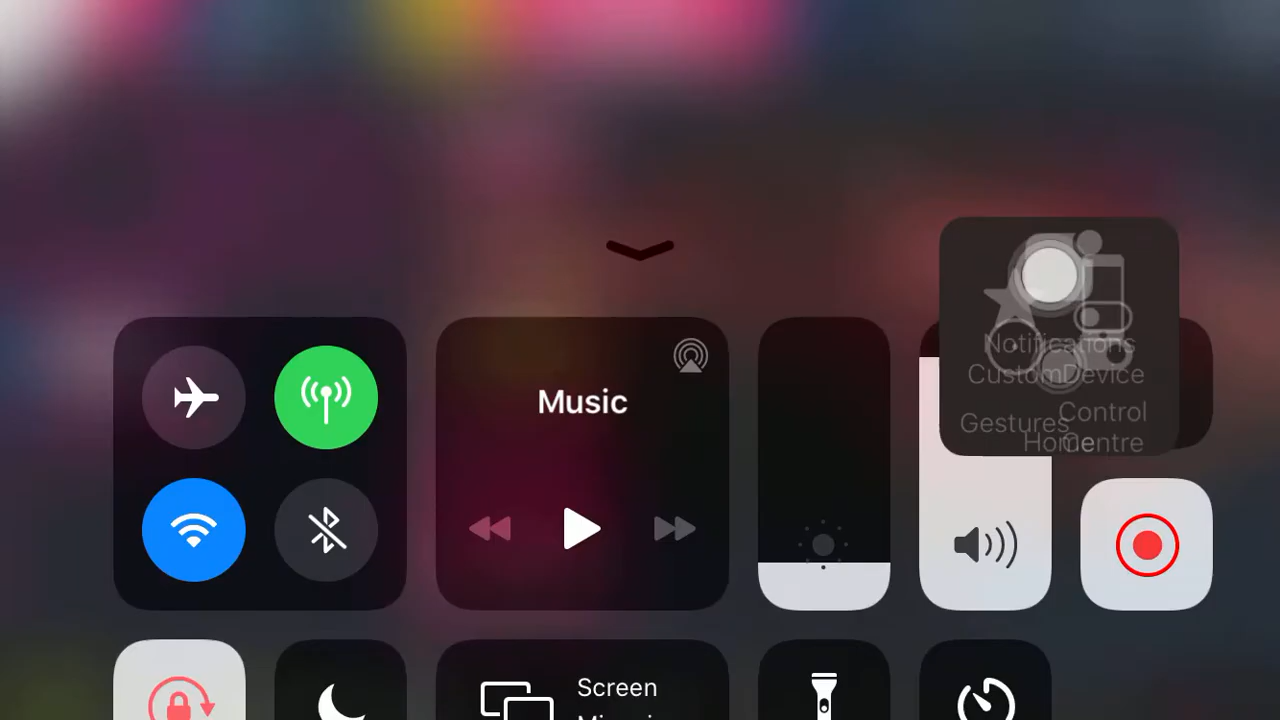 Music
Notifications
Custom
Device
Gestures
Control
Centre
Home
Screen